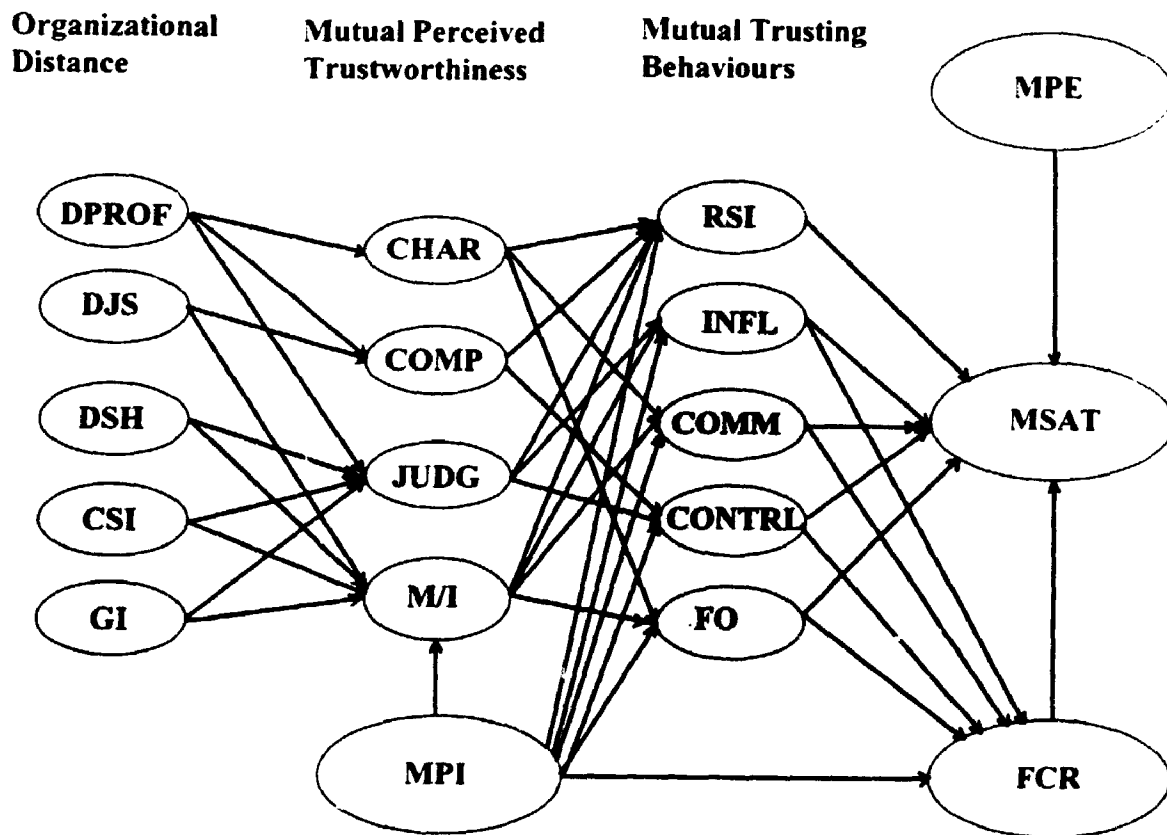 Organizational
Distance
Mutual Perceived
Trustworthiness
Mutual Trusting
Behaviours
MPE
DPROF
DJS
DSH
CSI
GI
CHAR
COMP
JUDG
M/I
MPI
RSI
INFL
COMM
CONTRL
FO
MSAT
FCR